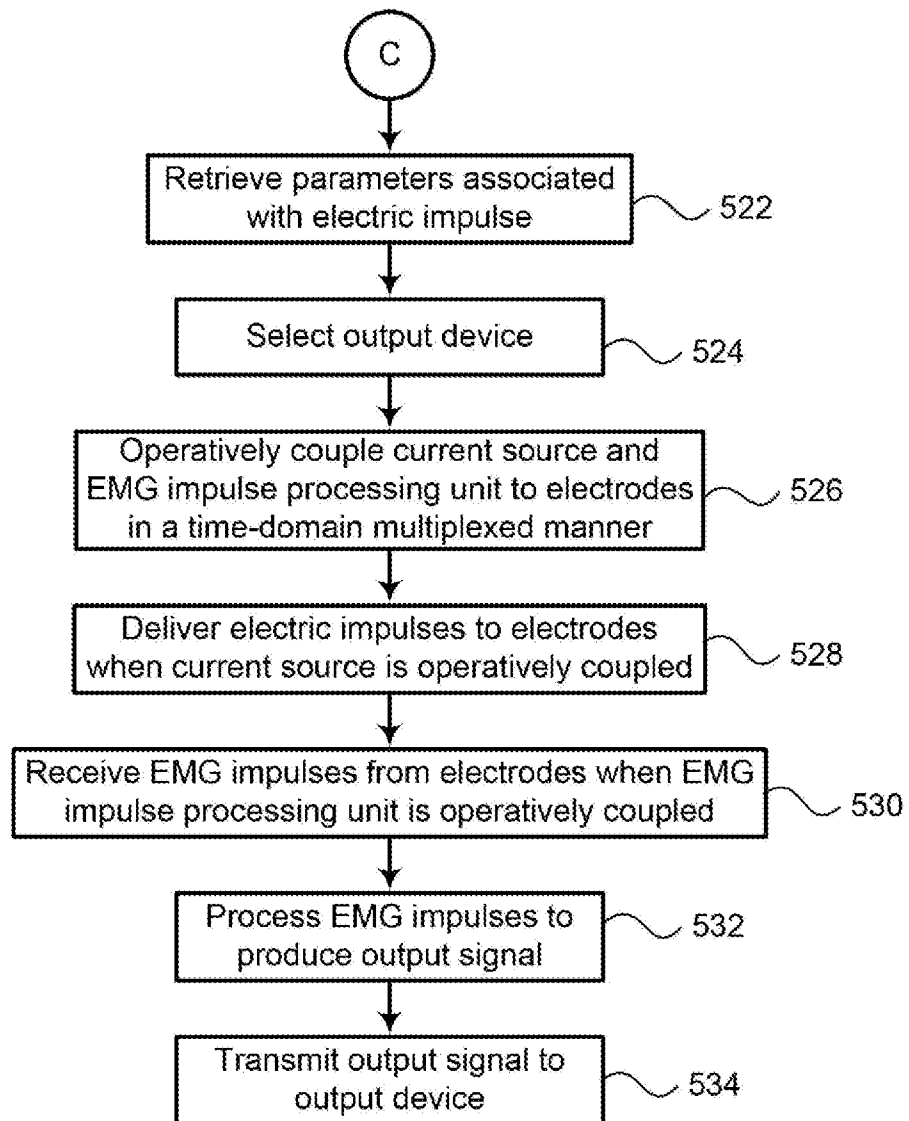 C
Retrieve parameters associated
with electric impulse
522
Select output device
524
Operatively couple current source and
EMG impulse processing unit to electrodes
in a time-domain multiplexed manner
526
Deliver electric impulses to electrodes
when current source is operatively coupled
528
Receive EMG impulses from electrodes when EMG
impulse processing unit is operatively coupled
530
Process EMG impulses to
produce output signal
532
Transmit output signal to
output device
534